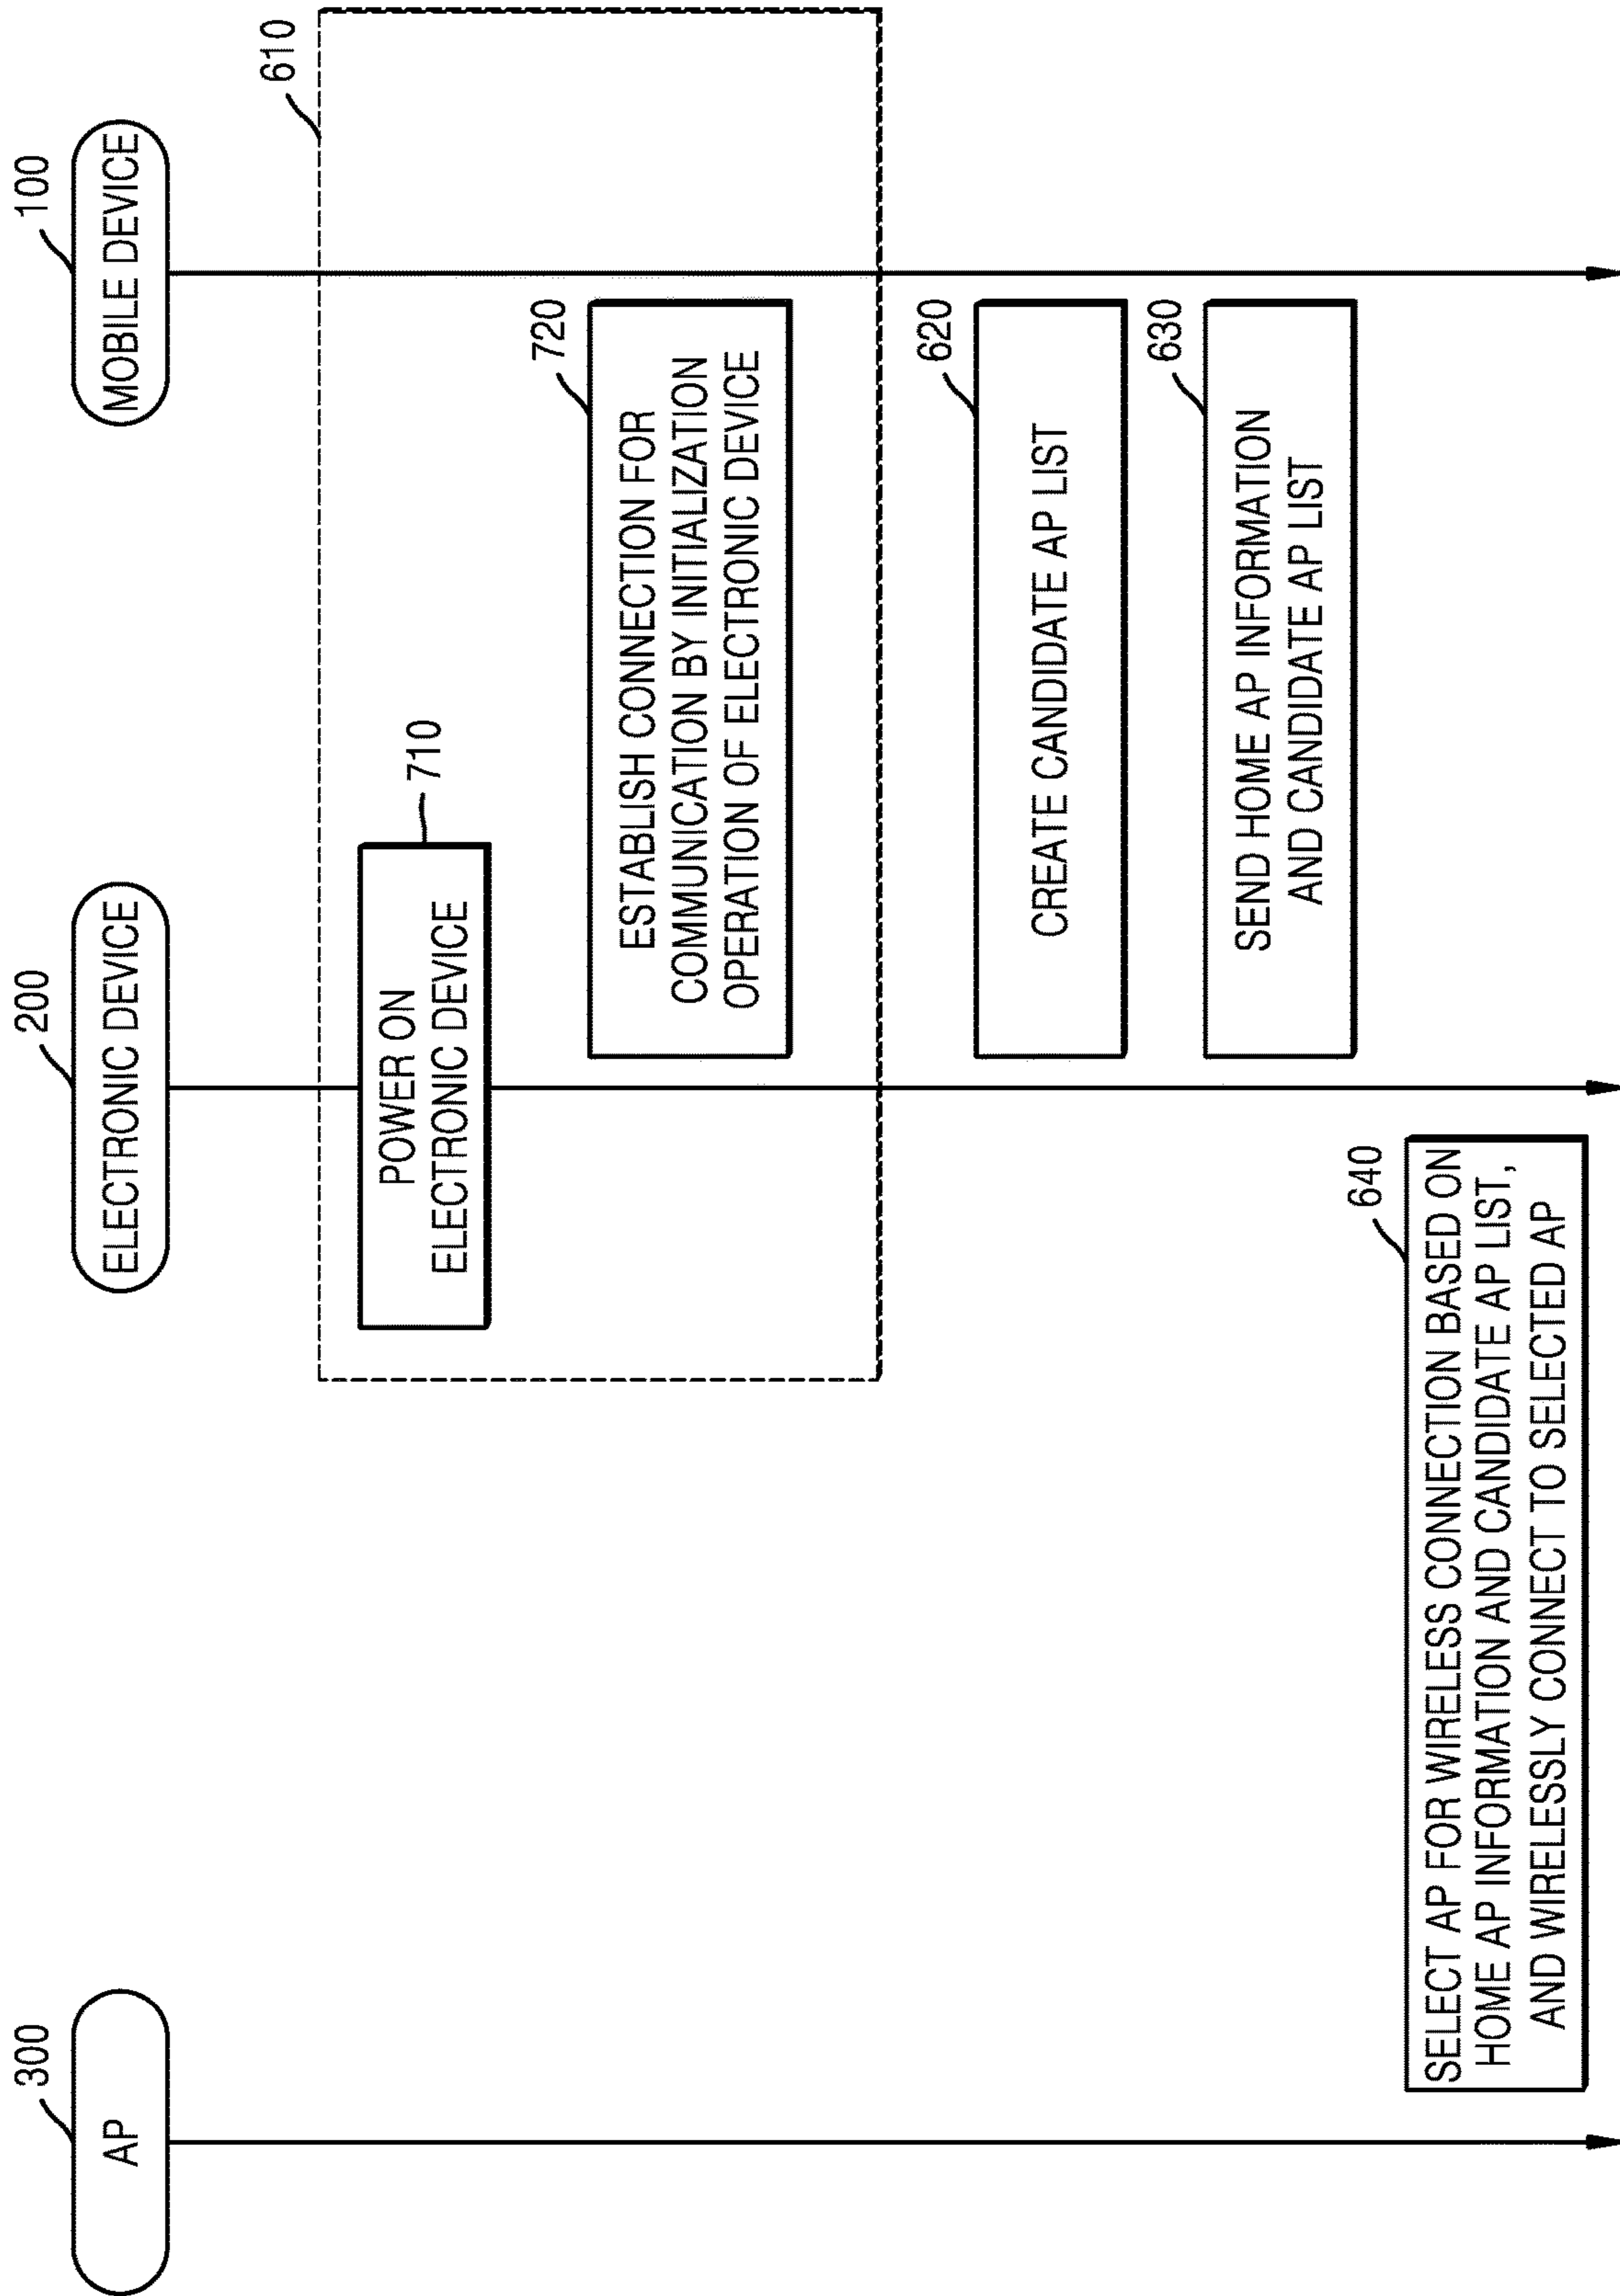 300
AP
200
ELECTRONIC DEVICE
100
MOBILE DEVICE
610
710
POWER ON
ELECTRONIC DEVICE
720
ESTABLISH CONNECTION FOR
COMMUNICATION BY INITIALIZATION
OPERATION OF ELECTRONIC DEVICE
620
CREATE CANDIDATE AP LIST
630
SEND HOME AP INFORMATION
AND CANDIDATE AP LIST
640
SELECT AP FOR WIRELESS CONNECTION BASED ON
HOME AP INFORMATION AND CANDIDATE AP LIST,
AND WIRELESSLY CONNECT TO SELECTED AP